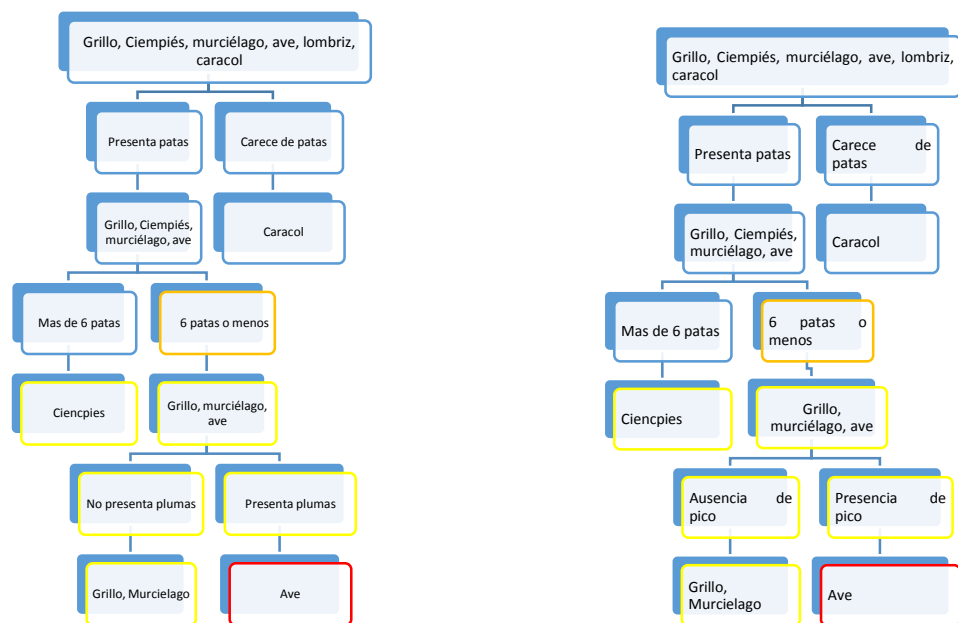 Grillo, Ciempiés, murciélago, ave, lombriz,
caracol
Presenta patas
Carece de patas
Grillo, Ciempiés,
murciélago, ave
Caracol
Mas de 6 patas
6 patas o menos
Ciencpies
Grillo, murciélago,
ave
No presenta plumas
Presenta plumas
Grillo, Murcielago
Ave
Grillo, Ciempiés, murciélago, ave, lombriz,
caracol
Presenta patas
Carece de
patas
Grillo, Ciempiés,
murciélago, ave
Caracol
Mas de 6 patas
6 patas o
menos
Ciencpies
Grillo,
murciélago, ave
Ausencia de
pico
Presencia de
pico
Grillo,
Murcielago
Ave